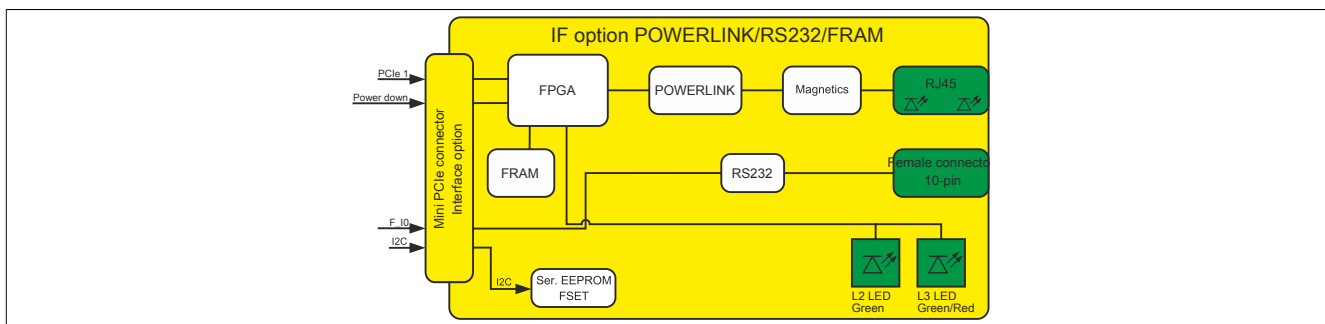 IF option POWERLINK/RS232/FRAM
PCIe 1
Power down
FPGA
POWERLINK
Magnetics
RJ45
Mini PCIe connector
Interface option
FRAM
RS232
Female connecto
10-pin
F_I0
I2C
I2C
Ser. EEPROM
FSET
L2 LED
Green
L3 LED
Green/Red